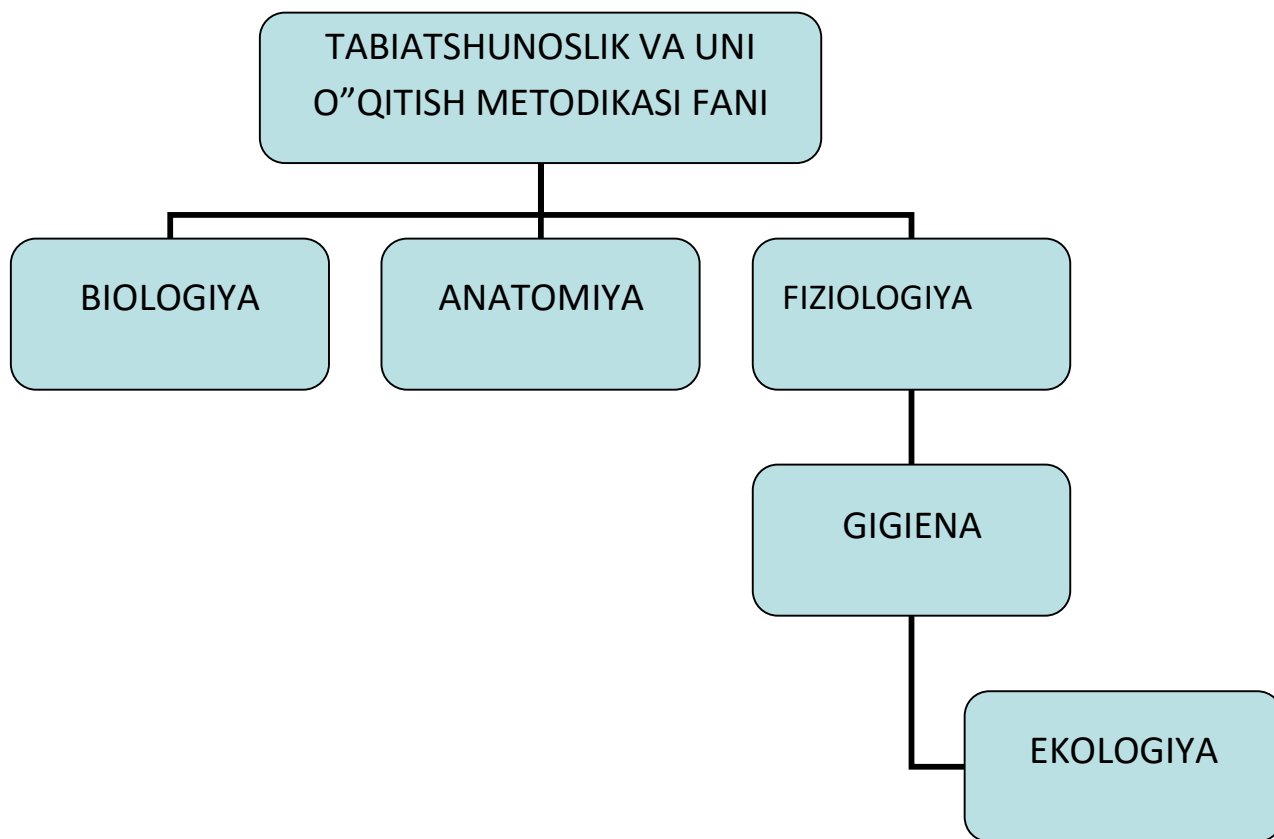 TABIATSHUNOSLIK VA UNI
O”QITISH METODIKASI FANI
BIOLOGIYA
ANATOMIYA
FIZIOLOGIYA
GIGIENA
EKOLOGIYA